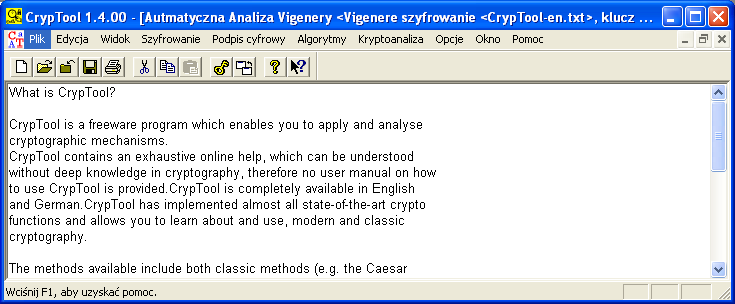 CrypTool 1.4.00 - [Autmatyczna Analiza Vigenery <Vigenere szyfrowanie <CrypTool-en.txt>, klucz ...
Plik Edycja Widok Szyfrowanie Podpis cyfrowy Algorytmy Kryptoanaliza Opcje Okno Pomoc
What is CrypTool?
CrypTool is a freeware program which enables you to apply and analyse
cryptographic mechanisms.
CrypTool contains an exhaustive online help, which can be understood
without deep knowledge in cryptography, therefore no user manual on how
to use CrypTool is provided.CrypTool is completely available in English
and German.CrypTool has implemented almost all state-of-the-art crypto
functions and allows you to learn about and use, modern and classic
cryptography.
The methods available include both classic methods (e.g. the Caesar
Wciśnij F1, aby uzyskać pomoc.